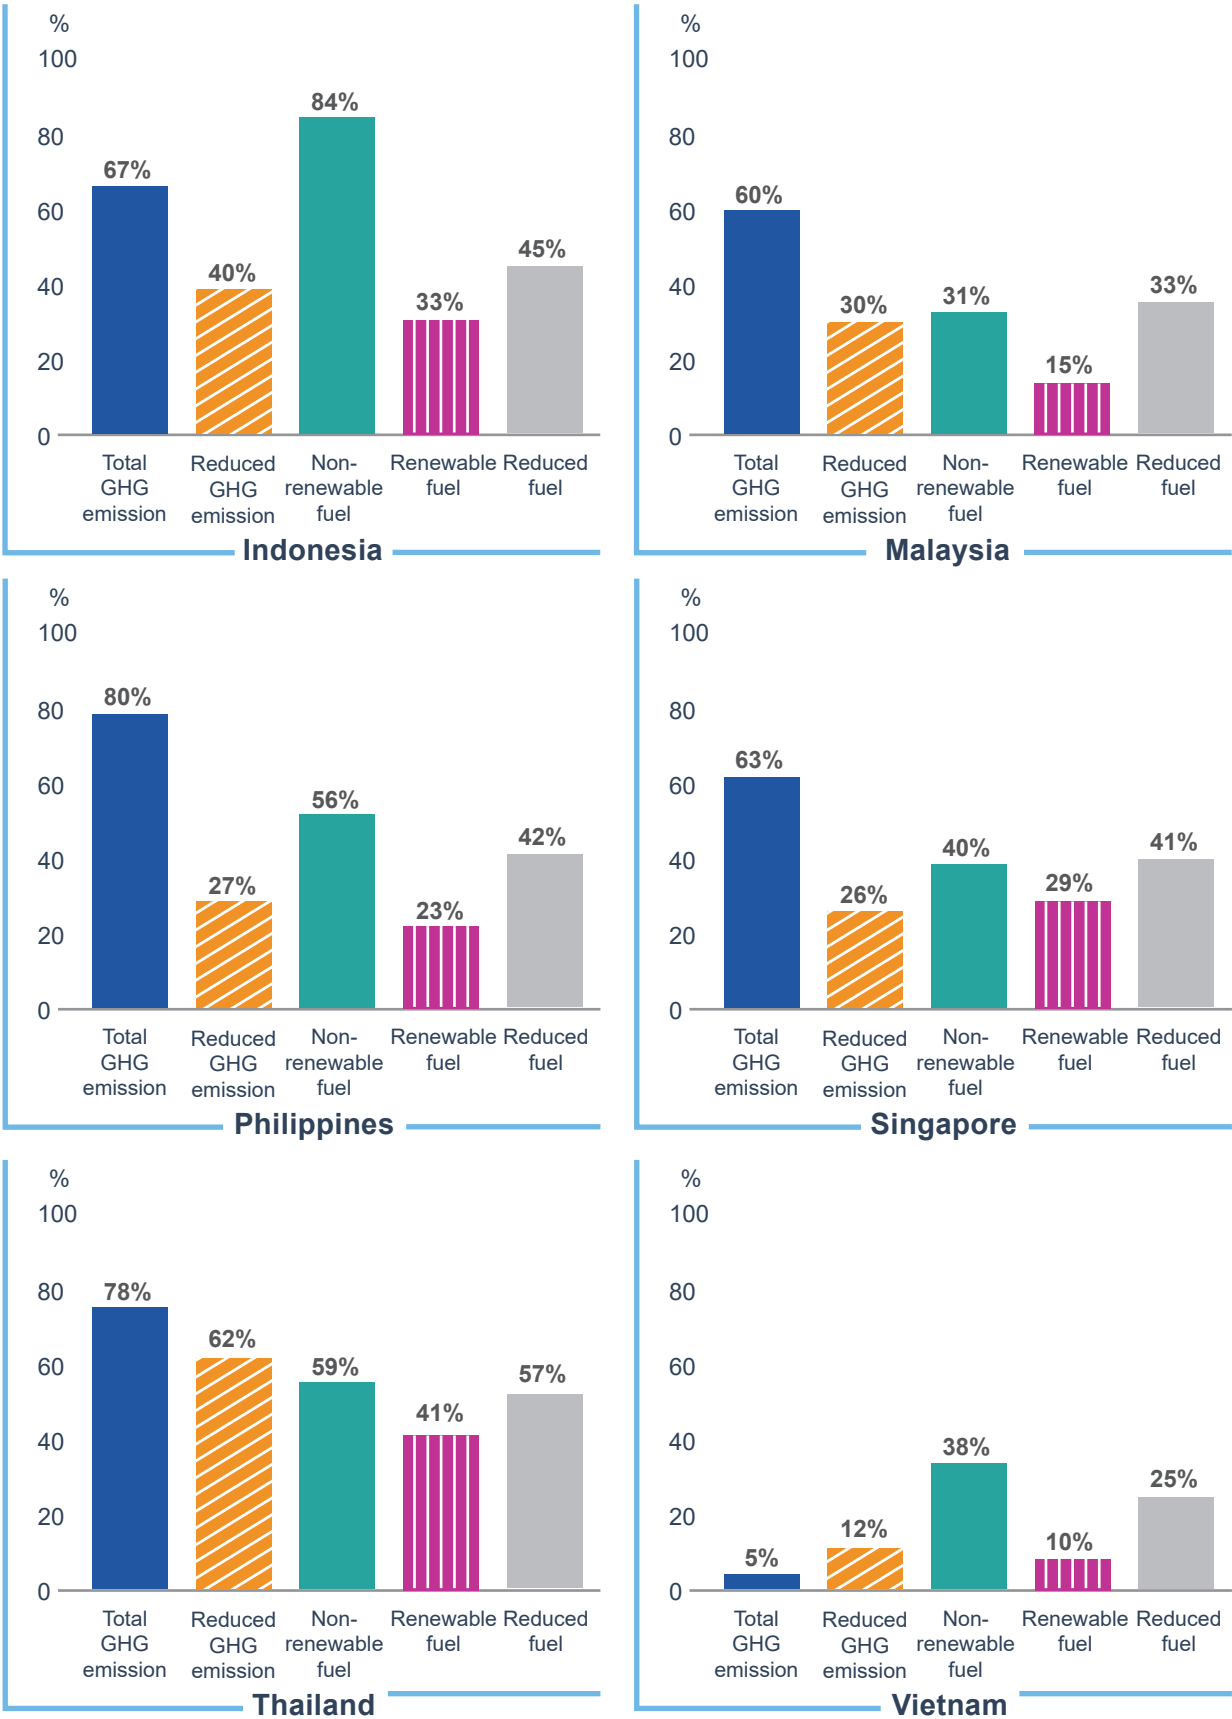 %
100
80
60
40
20
0
67%
40%
84%
33%
45%
Total
GHG
emission
Reduced
GHG
emission
Non-
renewable
fuel
Renewable
fuel
Reduced
fuel
Indonesia
%
100
80
60
40
20
0
60%
30%
31%
15%
33%
Total
GHG
emission
Reduced
GHG
emission
Non-
renewable
fuel
Renewable
fuel
Reduced
fuel
Malaysia
%
100
80
60
40
20
0
80%
27%
56%
23%
42%
Total
GHG
emission
Reduced
GHG
emission
Non-
renewable
fuel
Renewable
fuel
Reduced
fuel
Philippines
%
100
80
60
40
20
0
63%
26%
40%
29%
41%
Total
GHG
emission
Reduced
GHG
emission
Non-
renewable
fuel
Renewable
fuel
Reduced
fuel
Singapore
%
100
80
60
40
20
0
78%
62%
59%
41%
57%
Total
GHG
emission
Reduced
GHG
emission
Non-
renewable
fuel
Renewable
fuel
Reduced
fuel
Thailand
%
100
80
60
40
20
0
5%
12%
38%
10%
25%
Total
GHG
emission
Reduced
GHG
emission
Non-
renewable
fuel
Renewable
fuel
Reduced
fuel
Vietnam